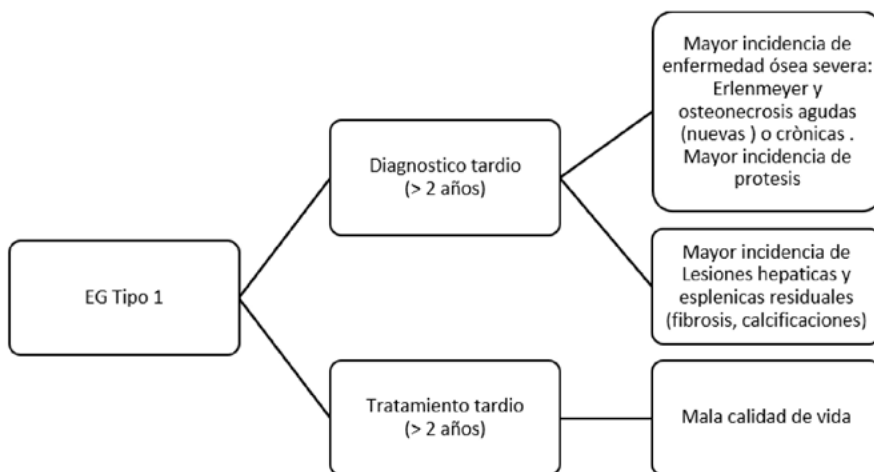 Mayor incidencia de
enfermedad ósea severa:
Erlenmeyer y
osteonecrosis agudas
(nuevas ) o crònicas .
Mayor incidencia de
protesis
Diagnostico tardio
(> 2 años)
Mayor incidencia de
Lesiones hepaticas y
esplenicas residuales
(fibrosis, calcificaciones)
EG Tipo 1
Tratamiento tardio
(> 2 años)
Mala calidad de vida